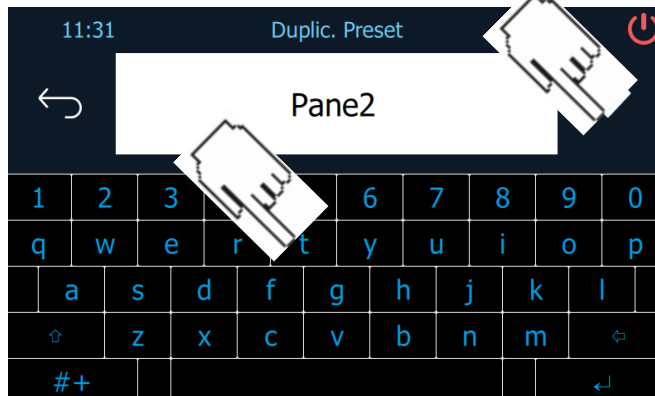 11:31 Duplic. Preset
Pane2
1 2 3 6 7 8 9 0
q w e r t y u i o p
a s d f g h j k l
z x c v b n m
#+